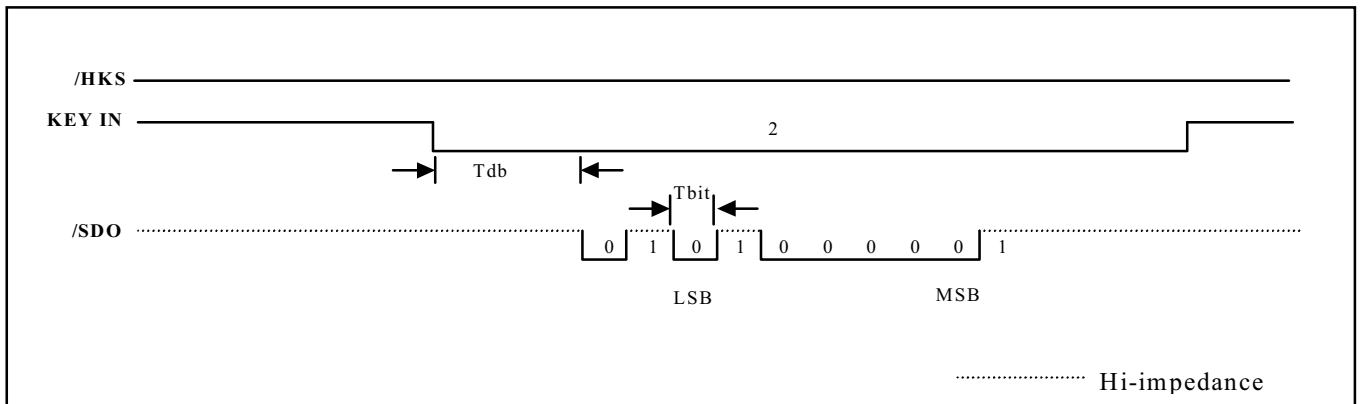 /HKS
KEY IN
2
Tdb
Tbit
/SDO
0 1 0 1 0 0 0 0 0 1
LSB MSB
Hi-impedance